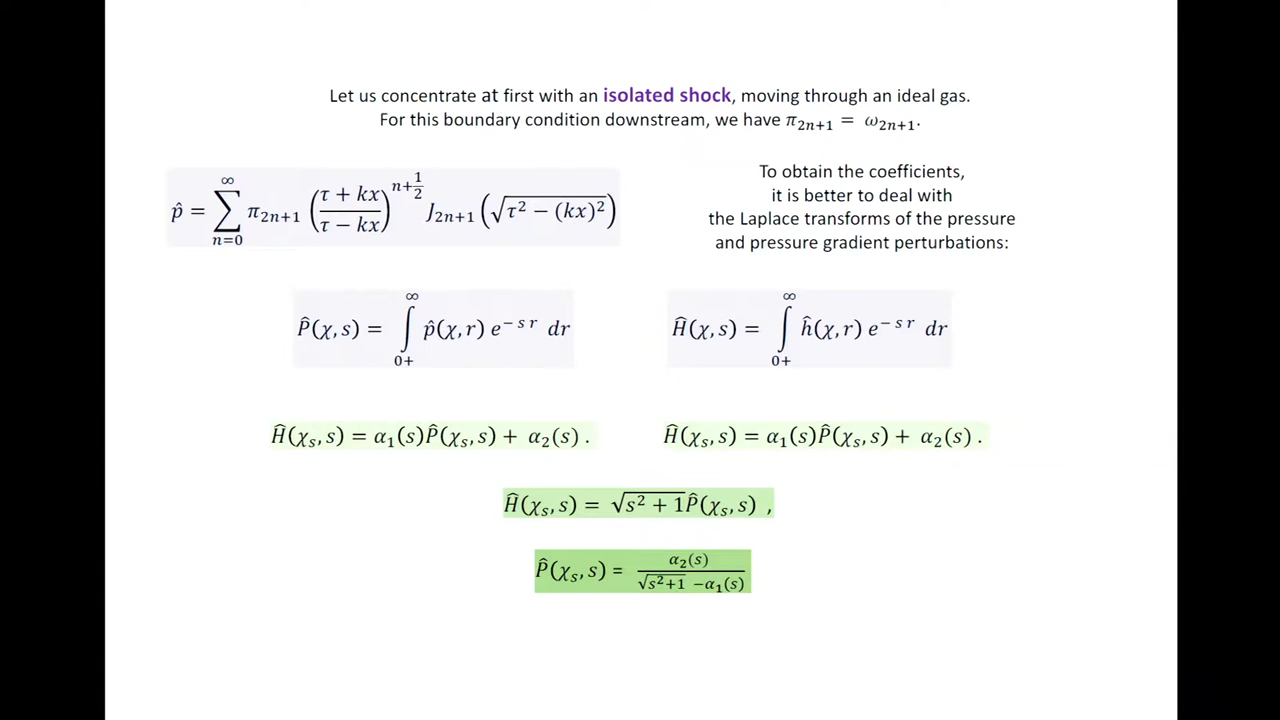 Let us concentrate at first with an isolated shock, moving through an ideal gas.
For this boundary condition downstream, we have π₂ₙ₊₁ = ω₂ₙ₊₁.
To obtain the coefficients,
it is better to deal with
the Laplace transforms of the pressure
and pressure gradient perturbations:
p̂ = ∑_{n=0}^{∞} π_{2n+1} ((τ + kx)/(τ − kx))^{n+1/2} J_{2n+1} (√(τ² − (kx)²))
P̂(χ, s) = ∫_{0+}^{∞} p̂(χ, r) e^{− s r} dr
Ĥ(χ, s) = ∫_{0+}^{∞} ĥ(χ, r) e^{− s r} dr
Ĥ(χₛ, s) = α₁(s)P̂(χₛ, s) + α₂(s) .
Ĥ(χₛ, s) = α₁(s)P̂(χₛ, s) + α₂(s) .
Ĥ(χₛ, s) = √(s² + 1)P̂(χₛ, s) ,
P̂(χₛ, s) = α₂(s)/(√(s²+1) −α₁(s))